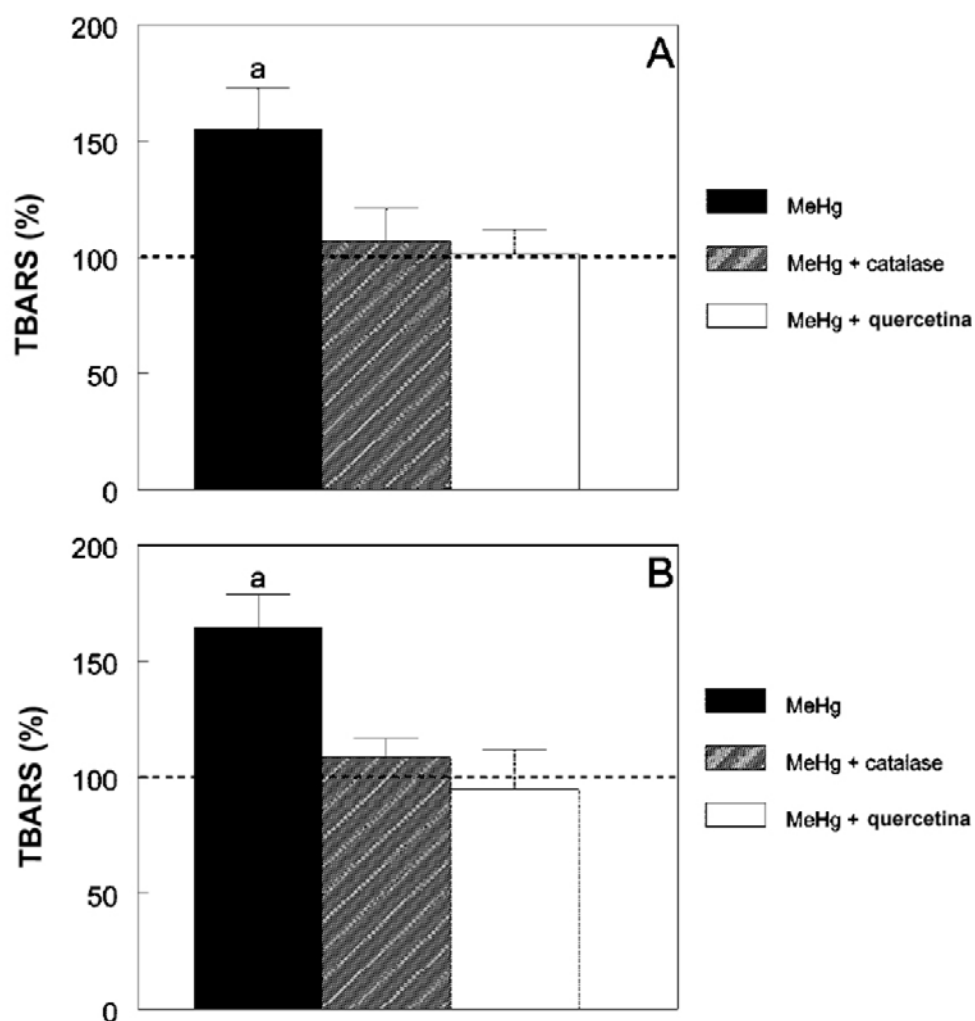 A
TBARS (%)
200
150
100
50
0
a
MeHg
MeHg + catalase
MeHg + quercetina
B
TBARS (%)
200
150
100
50
0
a
MeHg
MeHg + catalase
MeHg + quercetina